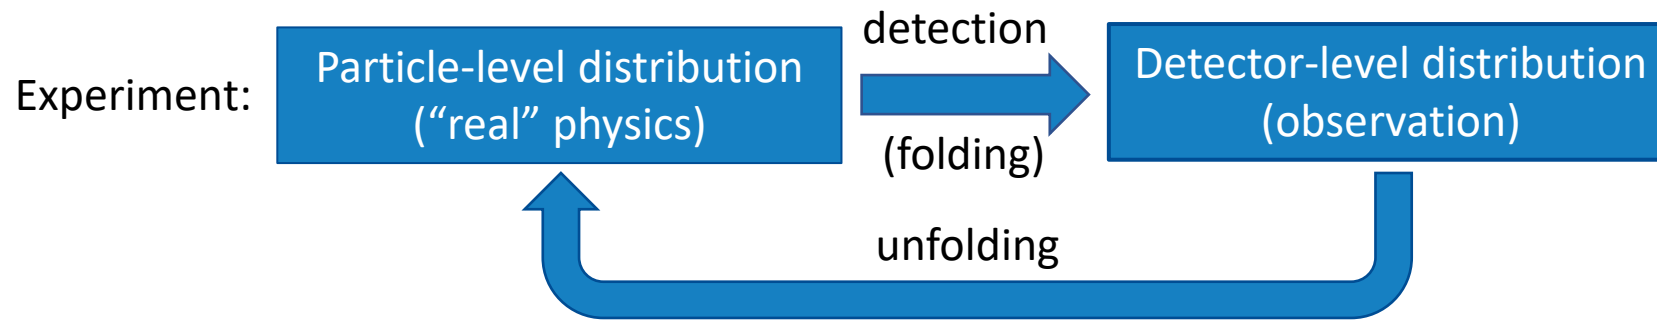 Experiment:
Particle-level distribution
(“real” physics)
detection
(folding)
Detector-level distribution
(observation)
unfolding